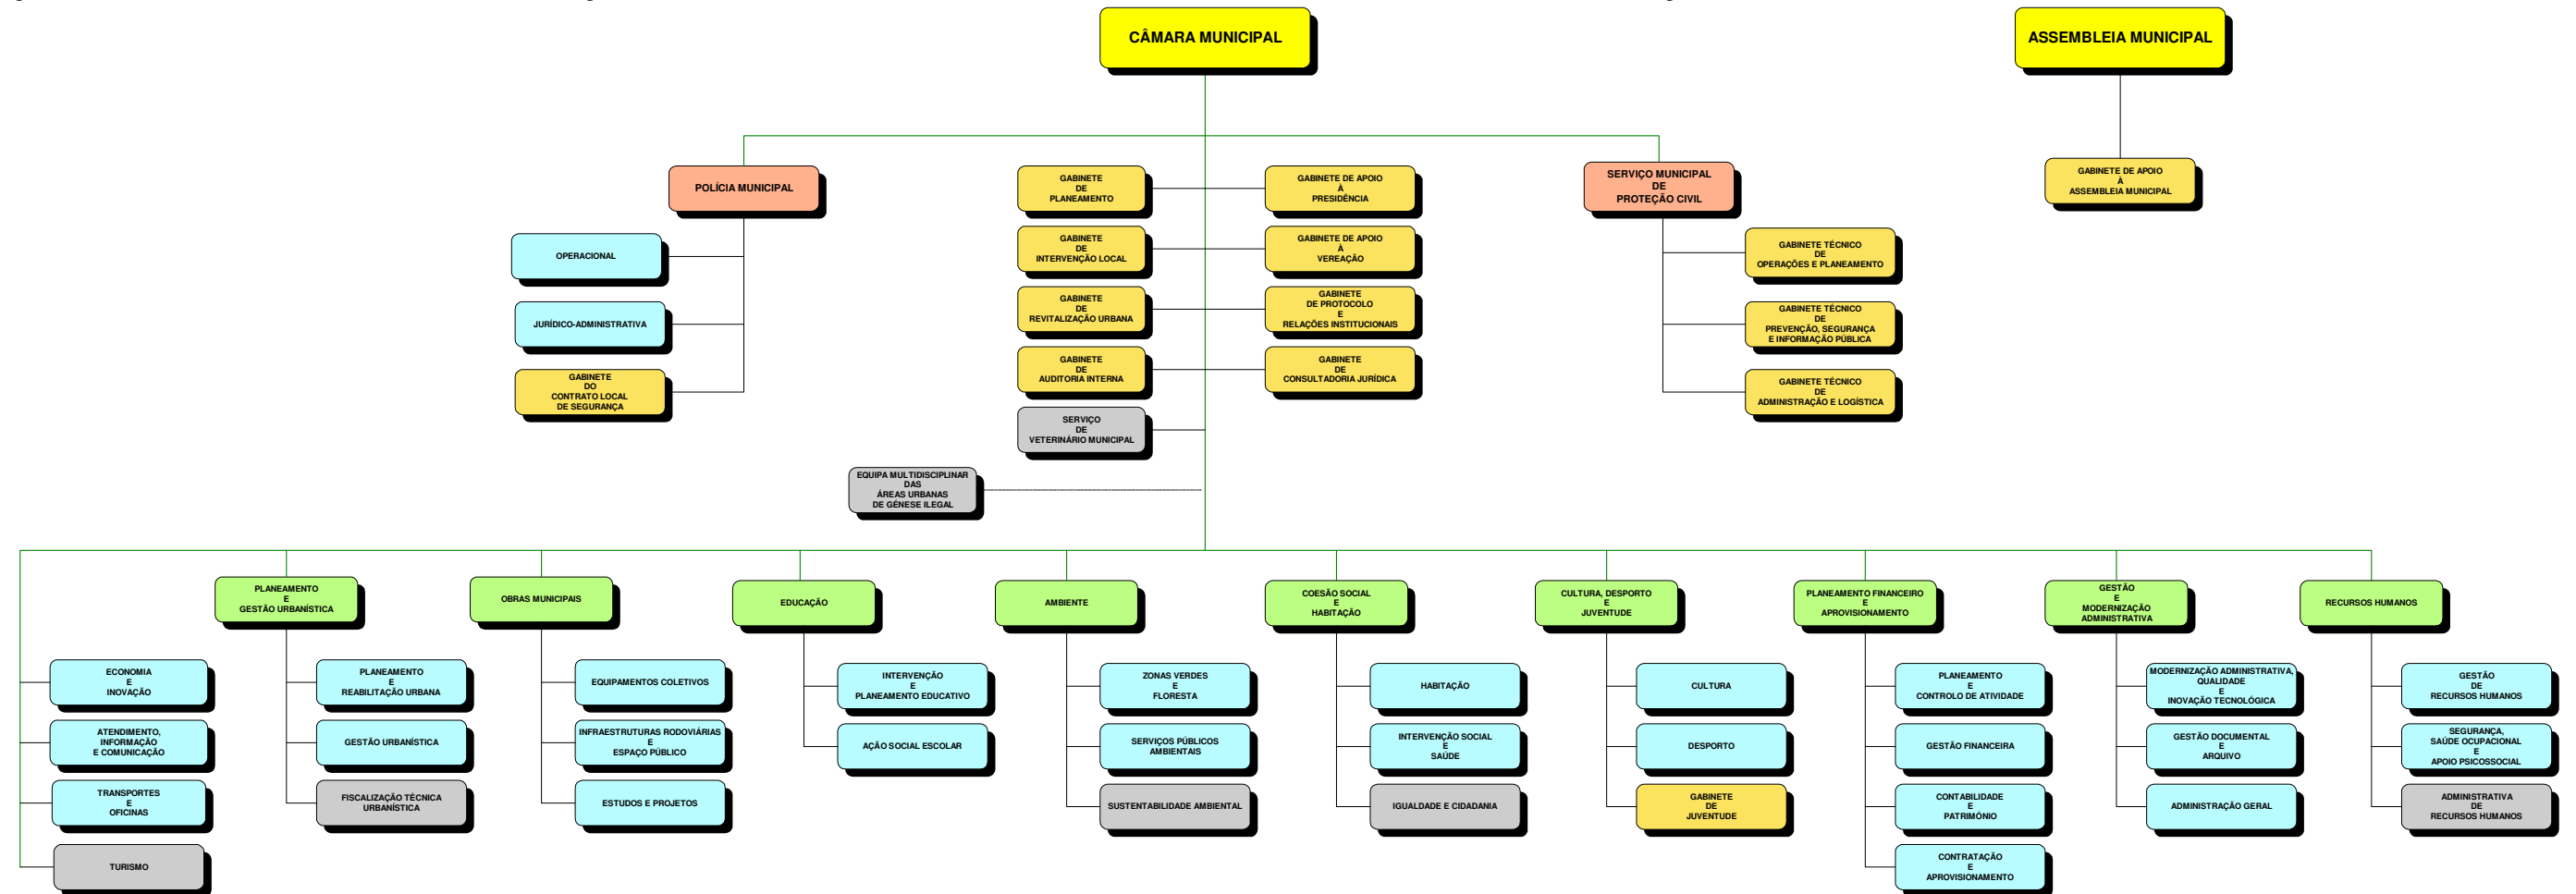 CÂMARA MUNICIPAL
ASSEMBLEIA MUNICIPAL
POLÍCIA MUNICIPAL
OPERACIONAL
JURÍDICO-ADMINISTRATIVA
GABINETE
DO
CONTRATO LOCAL
DE SEGURANÇA
GABINETE
DE
PLANEAMENTO
GABINETE DE APOIO
À
PRESIDÊNCIA
GABINETE
DE
INTERVENÇÃO LOCAL
GABINETE DE APOIO
À
VEREAÇÃO
GABINETE
DE
REVITALIZAÇÃO URBANA
GABINETE
DE PROTOCOLO
E
RELAÇÕES INSTITUCIONAIS
GABINETE
DE
AUDITORIA INTERNA
GABINETE
DE
CONSULTADORIA JURÍDICA
SERVIÇO
DE
VETERINÁRIO MUNICIPAL
EQUIPA MULTIDISCIPLINAR
DAS
ÁREAS URBANAS
DE GÉNESE ILEGAL
SERVIÇO MUNICIPAL
DE
PROTEÇÃO CIVIL
GABINETE TÉCNICO
DE
OPERAÇÕES E PLANEAMENTO
GABINETE TÉCNICO
DE
PREVENÇÃO, SEGURANÇA
E INFORMAÇÃO PÚBLICA
GABINETE TÉCNICO
DE
ADMINISTRAÇÃO E LOGÍSTICA
GABINETE DE APOIO
À
ASSEMBLEIA MUNICIPAL
ECONOMIA
E
INOVAÇÃO
ATENDIMENTO,
INFORMAÇÃO
E COMUNICAÇÃO
TRANSPORTES
E
OFICINAS
TURISMO
PLANEAMENTO
E
GESTÃO URBANÍSTICA
PLANEAMENTO
E
REABILITAÇÃO URBANA
GESTÃO URBANÍSTICA
FISCALIZAÇÃO TÉCNICA
URBANÍSTICA
OBRAS MUNICIPAIS
EQUIPAMENTOS COLETIVOS
INFRAESTRUTURAS RODOVIÁRIAS
E
ESPAÇO PÚBLICO
ESTUDOS E PROJETOS
EDUCAÇÃO
INTERVENÇÃO
E
PLANEAMENTO EDUCATIVO
AÇÃO SOCIAL ESCOLAR
AMBIENTE
ZONAS VERDES
E
FLORESTA
SERVIÇOS PÚBLICOS
AMBIENTAIS
SUSTENTABILIDADE AMBIENTAL
COESÃO SOCIAL
E
HABITAÇÃO
HABITAÇÃO
INTERVENÇÃO SOCIAL
E
SAÚDE
IGUALDADE E CIDADANIA
CULTURA, DESPORTO
E
JUVENTUDE
CULTURA
DESPORTO
GABINETE
DE
JUVENTUDE
PLANEAMENTO FINANCEIRO
E
APROVISIONAMENTO
PLANEAMENTO
E
CONTROLO DE ATIVIDADE
GESTÃO FINANCEIRA
CONTABILIDADE
E
PATRIMÓNIO
CONTRATAÇÃO
E
APROVISIONAMENTO
GESTÃO
E
MODERNIZAÇÃO
ADMINISTRATIVA
MODERNIZAÇÃO ADMINISTRATIVA,
QUALIDADE
E
INOVAÇÃO TECNOLÓGICA
GESTÃO DOCUMENTAL
E
ARQUIVO
ADMINISTRAÇÃO GERAL
RECURSOS HUMANOS
GESTÃO
DE
RECURSOS HUMANOS
SEGURANÇA,
SAÚDE OCUPACIONAL
E
APOIO PSICOSSOCIAL
ADMINISTRATIVA
DE
RECURSOS HUMANOS